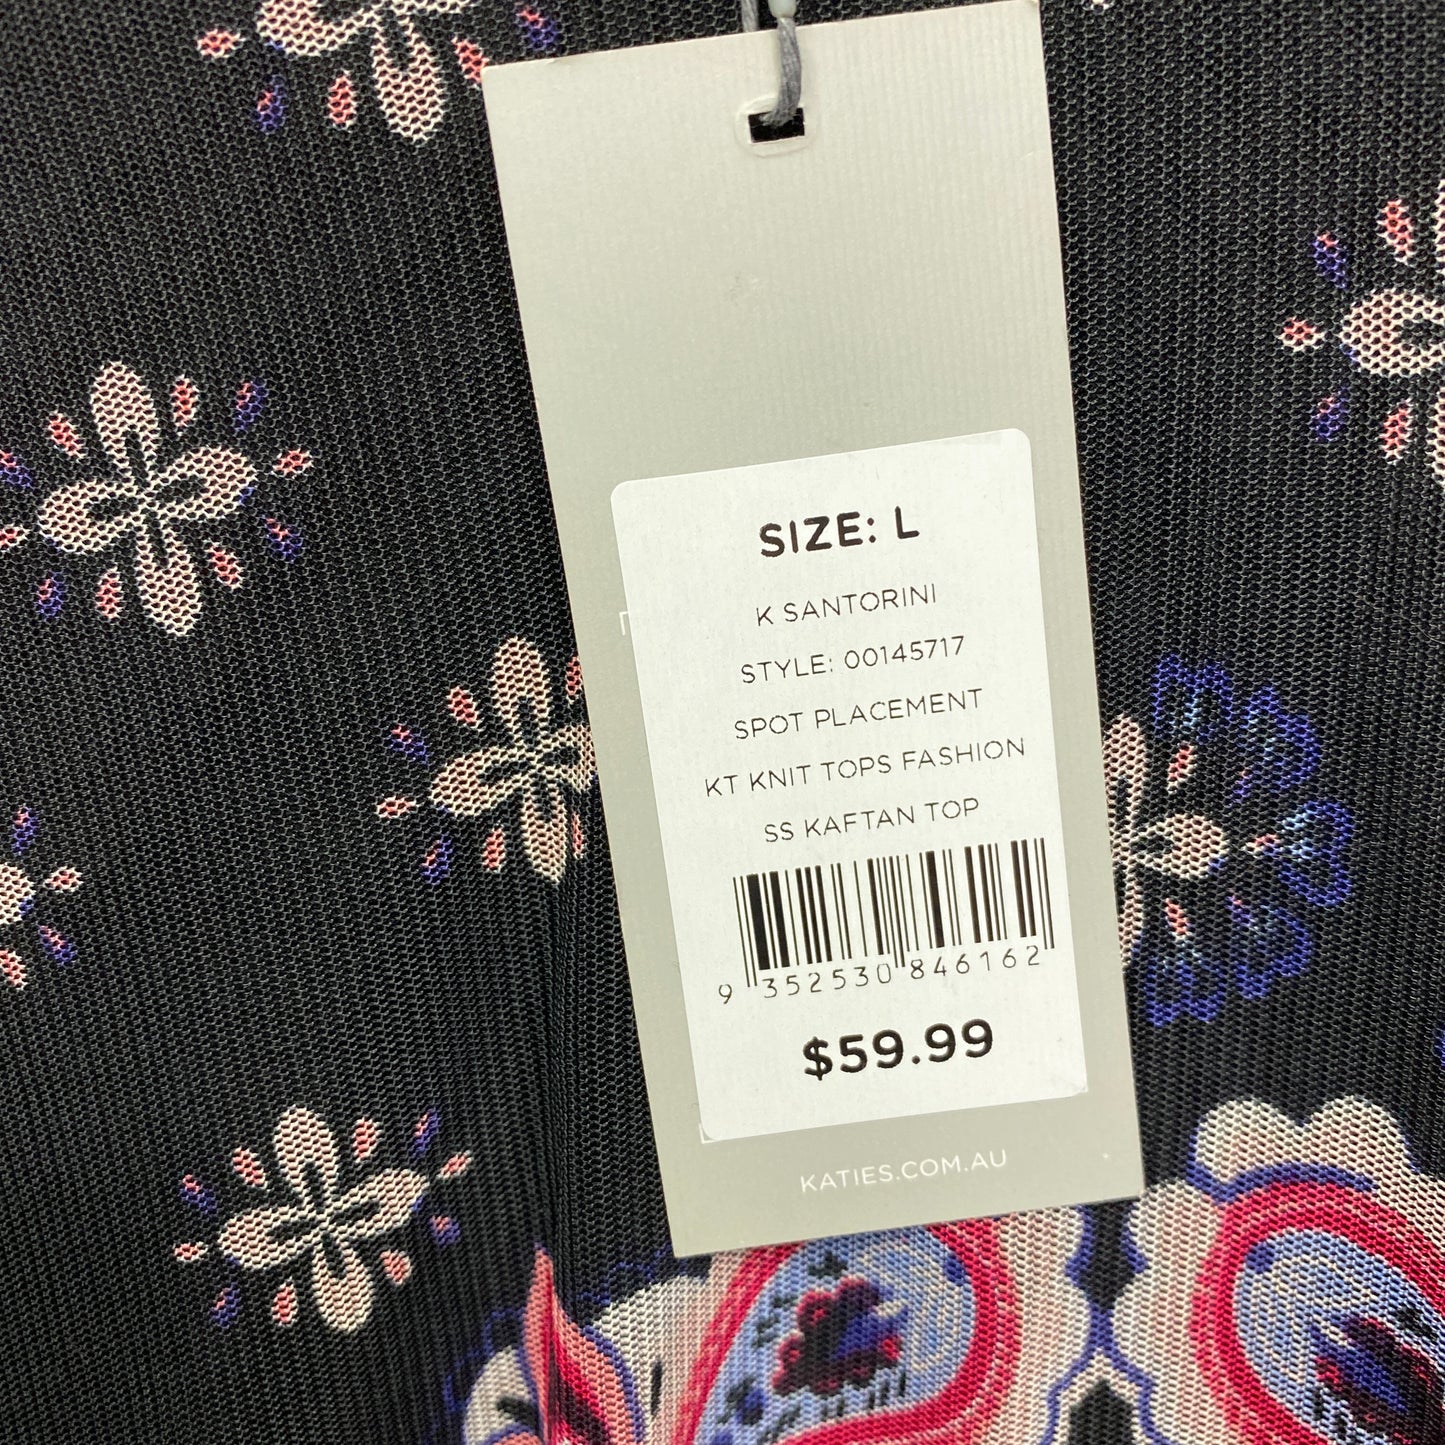 SIZE: L
K SANTORINI
STYLE: 00145717
SPOT PLACEMENT
KT KNIT TOPS FASHION
SS KAFTAN TOP
9 352530 846162
$59.99
KATIES.COM.AU